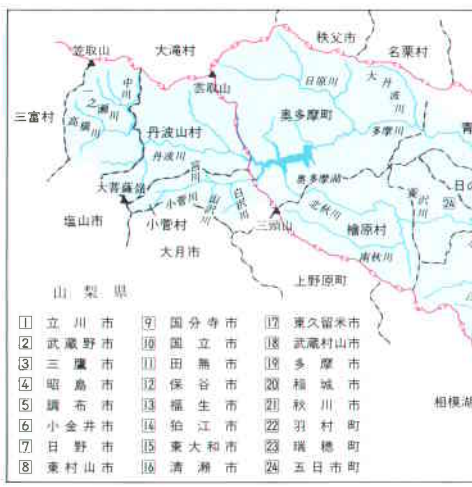 笠取山
大滝村
秩父市
名栗村
雲取山
日原川
大丹波川
中川
一之瀬川
高橋川
三富村
奥多摩町
丹波山村
多摩川
丹波川
青
奥多摩湖
大菩薩嶺
宮川
小菅川
白沢川
山沢川
日
24
塩山市
小菅村
三頭山
北秋川
檜原村
大月市
南秋川
上野原町
山梨県
相模湖
1 立川市
2 武蔵野市
3 三鷹市
4 昭島市
5 調布市
6 小金井市
7 日野市
8 東村山市
9 国分寺市
10 国立市
11 田無市
12 保谷市
13 福生市
14 狛江市
15 東大和市
16 清瀬市
17 東久留米市
18 武蔵村山市
19 多摩市
20 稲城市
21 秋川市
22 羽村町
23 瑞穂町
24 五日市町